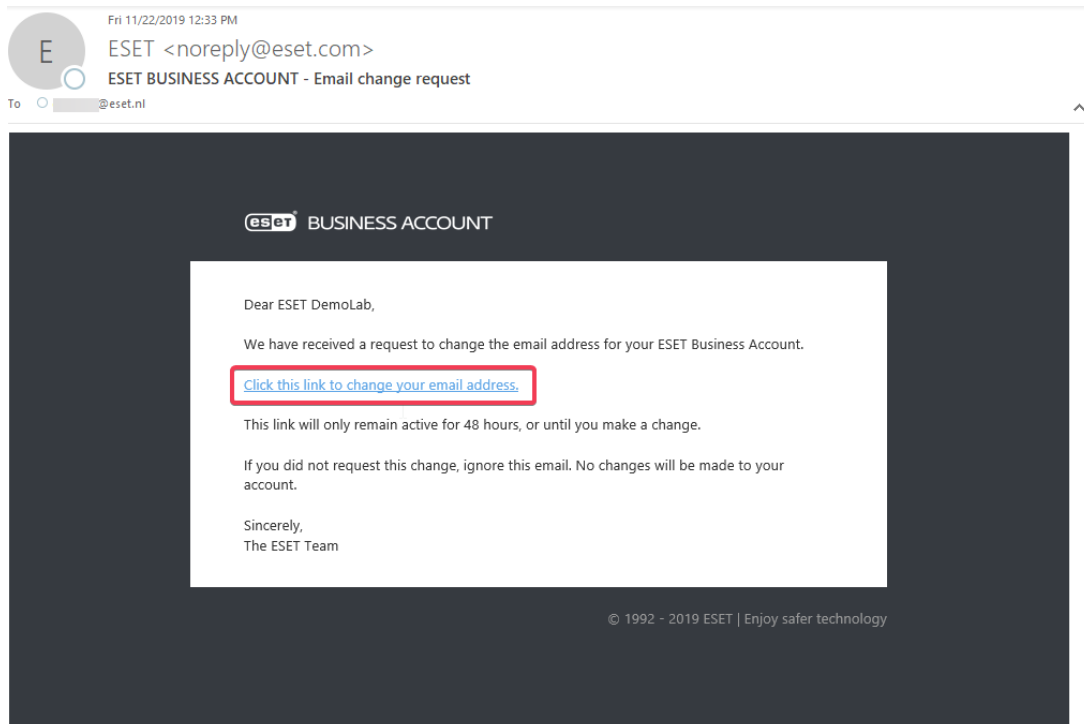 Fri 11/22/2019 12:33 PM
E
ESET <noreply@eset.com>
ESET BUSINESS ACCOUNT - Email change request
To @eset.nl
eset BUSINESS ACCOUNT
Dear ESET DemoLab,
We have received a request to change the email address for your ESET Business Account.
Click this link to change your email address.
This link will only remain active for 48 hours, or until you make a change.
If you did not request this change, ignore this email. No changes will be made to your
account.
Sincerely,
The ESET Team
© 1992 - 2019 ESET | Enjoy safer technology